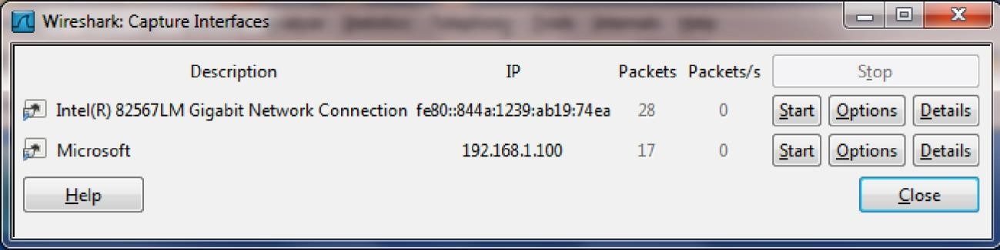 Wireshark: Capture Interfaces
Description IP Packets Packets/s Stop
Intel(R) 82567LM Gigabit Network Connection fe80::844a:1239:ab19:74ea 28 0 Start Options Details
Microsoft 192.168.1.100 17 0 Start Options Details
Help Close